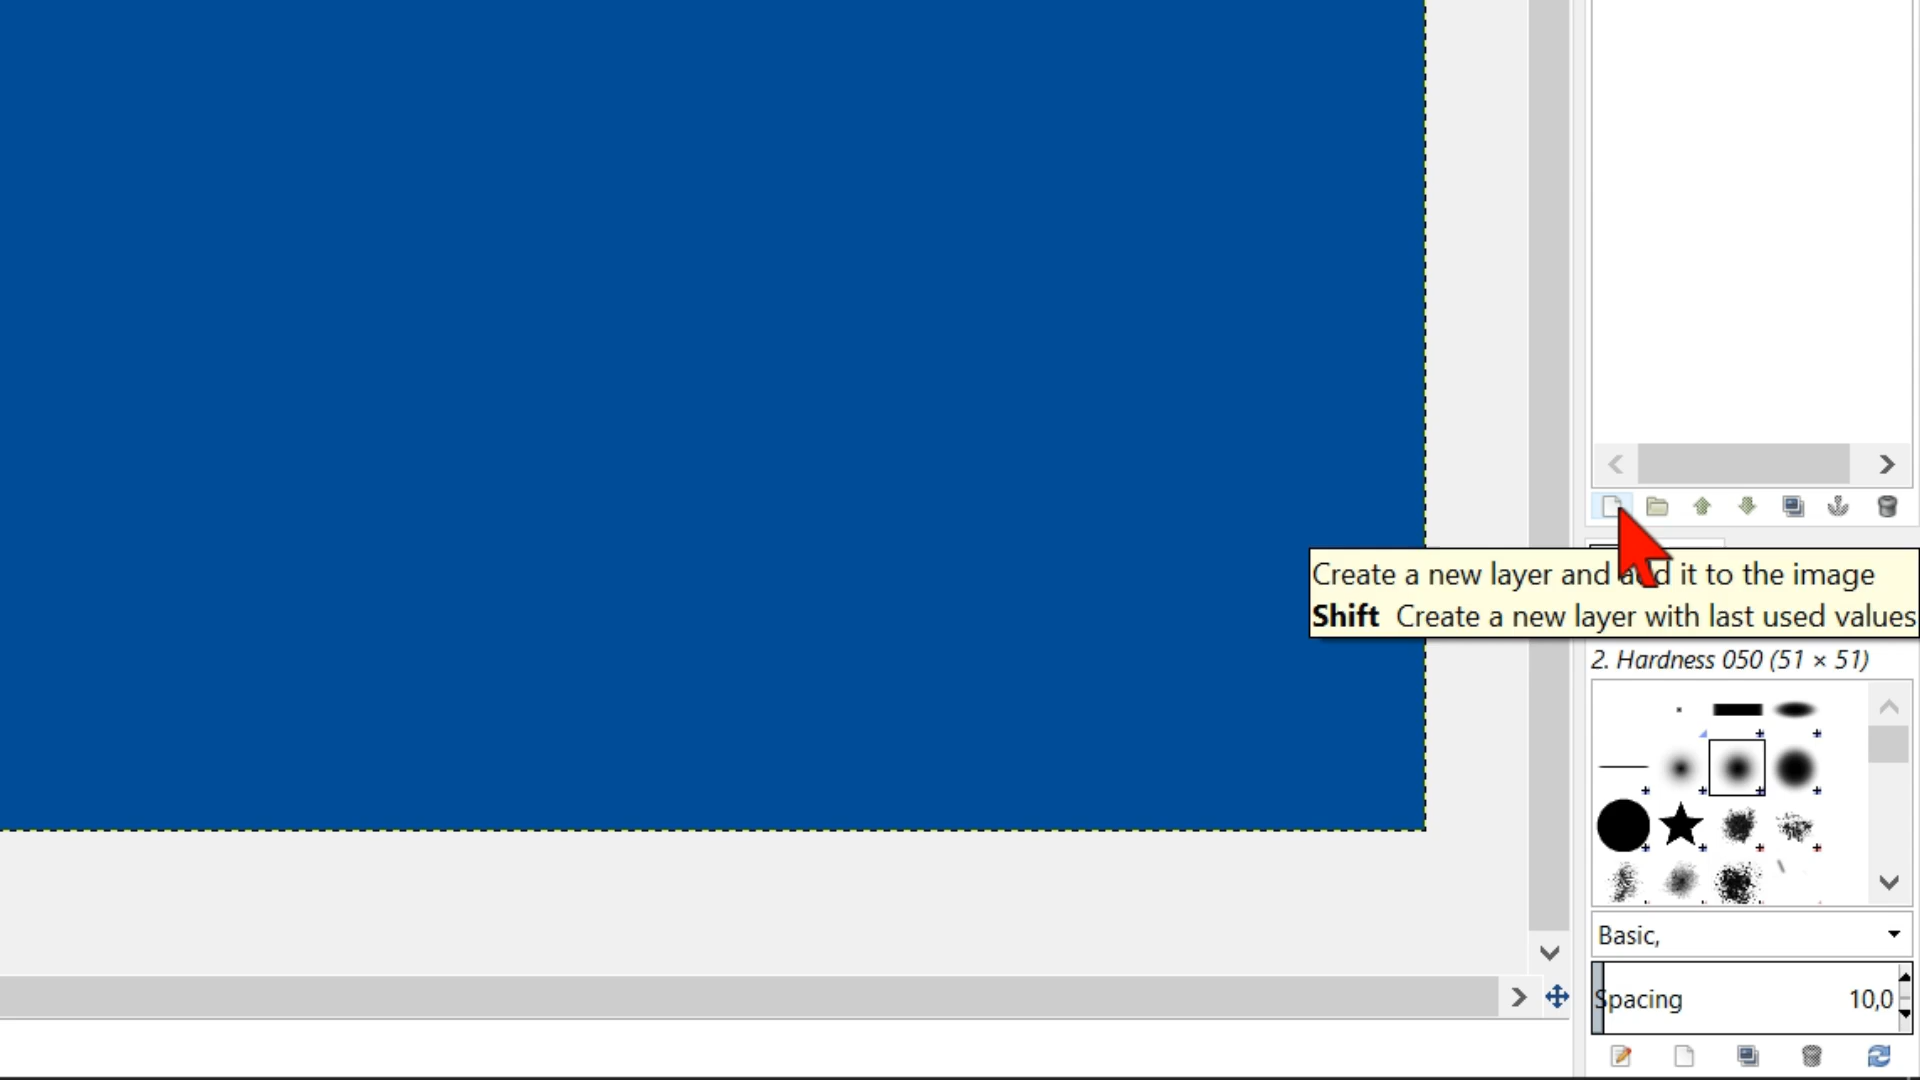 Create a new layer and add it to the image
Shift Create a new layer with last used values
2. Hardness 050 (51 × 51)
Basic,
Spacing 10,0